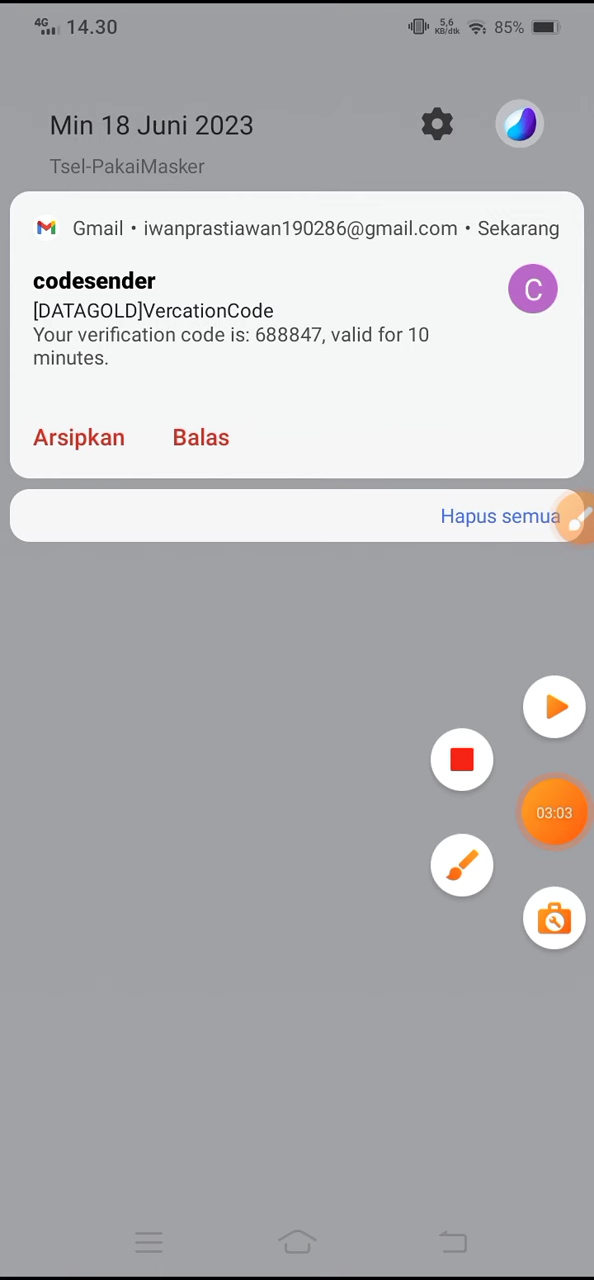 4G 14.30 5,6 KB/dtk 85%
Min 18 Juni 2023
Tsel-PakaiMasker
Gmail • iwanprastiawan190286@gmail.com • Sekarang
codesender
C
[DATAGOLD]VercationCode
Your verification code is: 688847, valid for 10
minutes.
Arsipkan Balas
Hapus semua
03:03